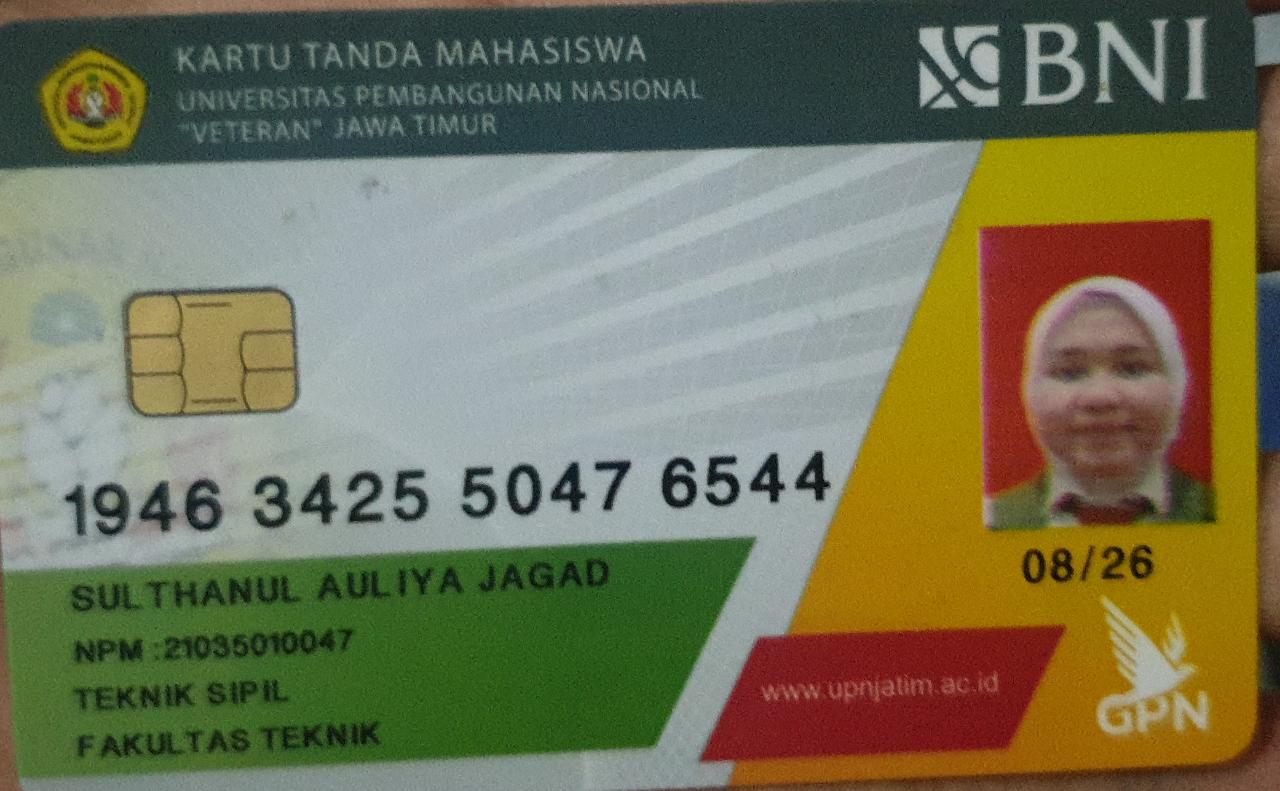 KARTU TANDA MAHASISWA
UNIVERSITAS PEMBANGUNAN NASIONAL
"VETERAN" JAWA TIMUR
BNI
1946 3425 5047 6544
08/26
SULTHANUL AULIYA JAGAD
NPM :21035010047
TEKNIK SIPIL
FAKULTAS TEKNIK
www.upnjatim.ac.id
GPN